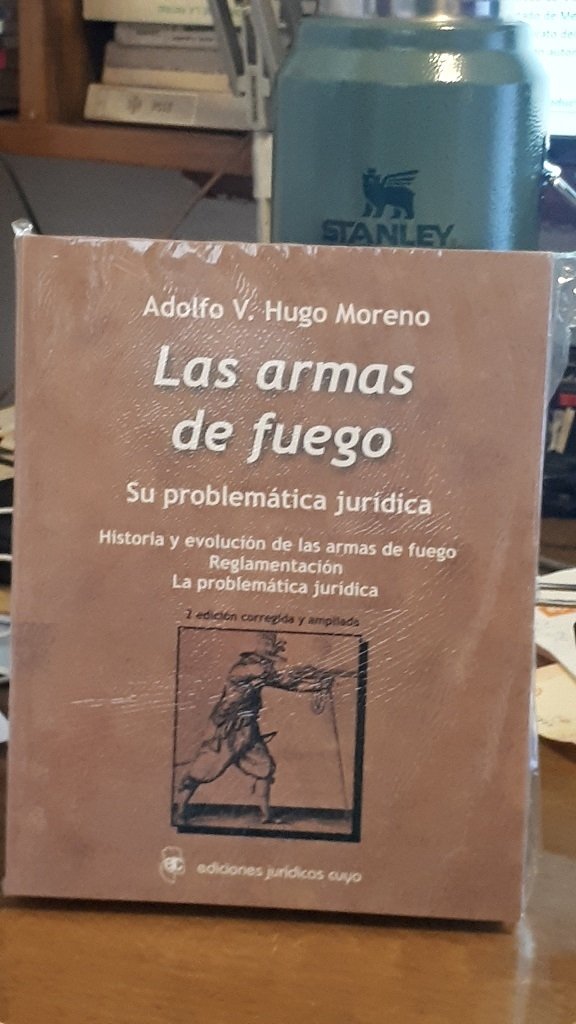 STANLEY
Adolfo V. Hugo Moreno
Las armas
de fuego
Su problemática jurídica
Historia y evolución de las armas de fuego
Reglamentación
La problemática jurídica
2 edición corregida y ampliada
ediciones jurídicas cuyo